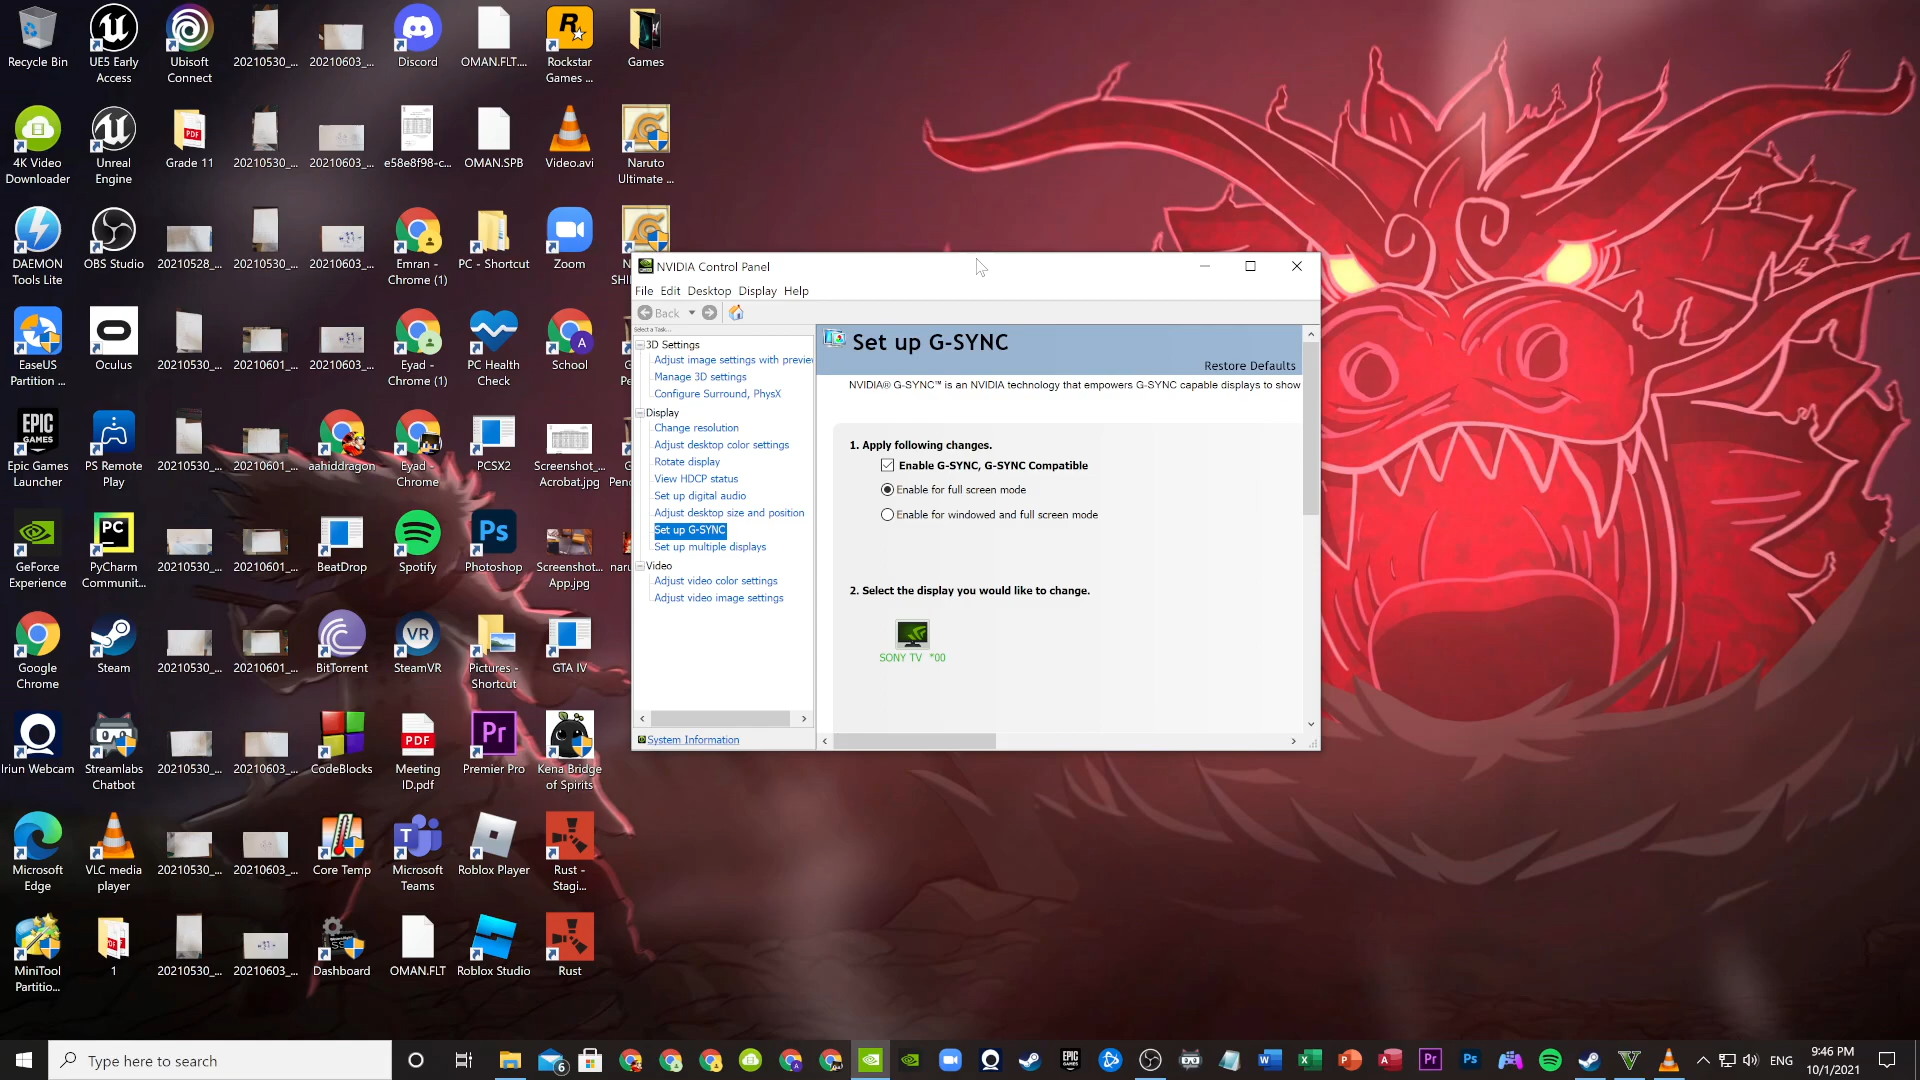 Recycle Bin
UE5 Early
Access
Ubisoft
Connect
20210530_...
20210603_...
Discord
OMAN.FLT....
Rockstar
Games ...
Games
4K Video
Downloader
Unreal
Engine
Grade 11
20210530_...
20210603_...
e58e8f98-c...
OMAN.SPB
Video.avi
Naruto
Ultimate ...
DAEMON
Tools Lite
OBS Studio
20210528_...
20210530_...
20210603_...
Emran -
Chrome (1)
PC - Shortcut
Zoom
EaseUS
Partition ...
Oculus
20210530_...
20210601_...
20210603_...
Eyad -
Chrome (1)
PC Health
Check
School
Epic Games
Launcher
PS Remote
Play
20210530_...
20210601_...
aahiddragon
Eyad -
Chrome
PCSX2
Screenshot_...
Acrobat.jpg
GeForce
Experience
PyCharm
Communit...
20210530_...
20210601_...
BeatDrop
Spotify
Photoshop
Screenshot...
App.jpg
Google
Chrome
Steam
20210530_...
20210601_...
BitTorrent
SteamVR
Pictures -
Shortcut
GTA IV
Iriun Webcam
Streamlabs
Chatbot
20210530_...
20210603_...
CodeBlocks
Meeting
ID.pdf
Premier Pro
Kena Bridge
of Spirits
Microsoft
Edge
VLC media
player
20210530_...
20210603_...
Core Temp
Microsoft
Teams
Roblox Player
Rust -
Stagi...
MiniTool
Partitio...
1
20210530_...
20210603_...
Dashboard
OMAN.FLT
Roblox Studio
Rust
NVIDIA Control Panel
File Edit Desktop Display Help
Back
Select a Task...
3D Settings
Adjust image settings with preview
Manage 3D settings
Configure Surround, PhysX
Display
Change resolution
Adjust desktop color settings
Rotate display
View HDCP status
Set up digital audio
Adjust desktop size and position
Set up G-SYNC
Set up multiple displays
Video
Adjust video color settings
Adjust video image settings
System Information
Set up G-SYNC
Restore Defaults
NVIDIA® G-SYNC™ is an NVIDIA technology that empowers G-SYNC capable displays to show
1. Apply following changes.
Enable G-SYNC, G-SYNC Compatible
Enable for full screen mode
Enable for windowed and full screen mode
2. Select the display you would like to change.
SONY TV *00
Type here to search
6
ENG
9:46 PM
10/1/2021